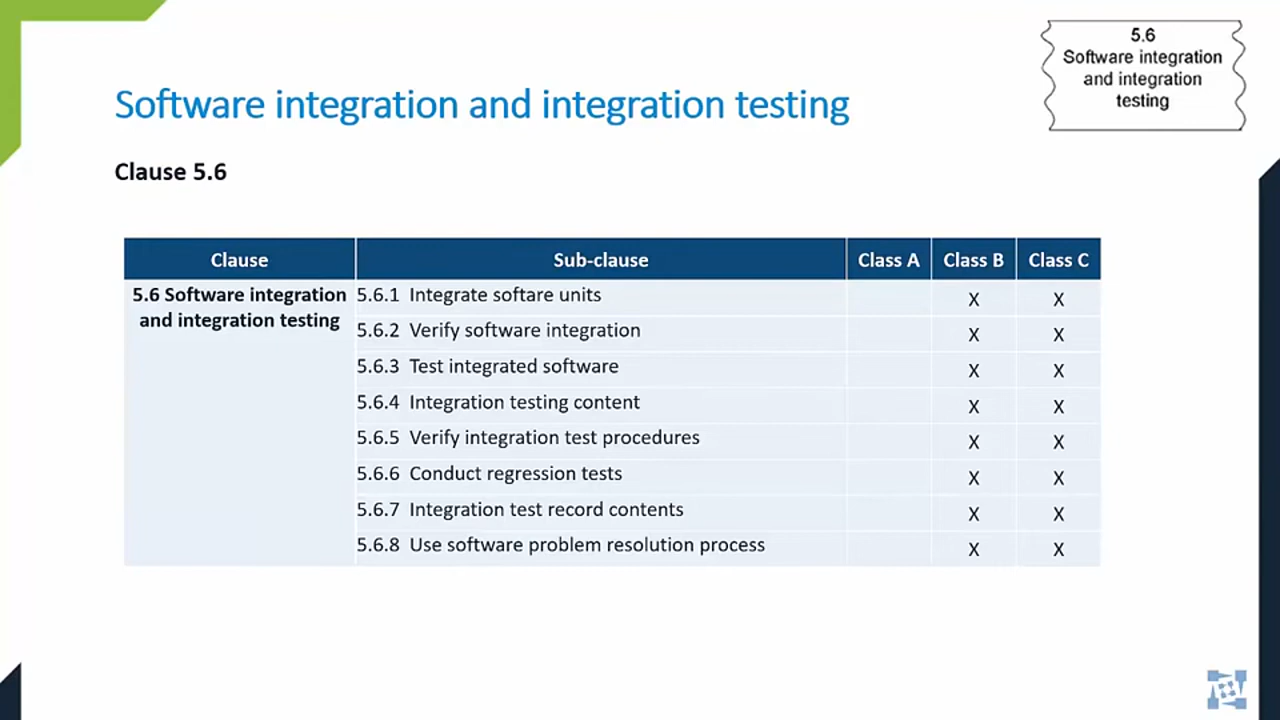 5.6
Software integration
and integration
testing
Software integration and integration testing
Clause 5.6
Clause Sub-clause Class A Class B Class C
5.6 Software integration
and integration testing
5.6.1 Integrate softare units X X
5.6.2 Verify software integration X X
5.6.3 Test integrated software X X
5.6.4 Integration testing content X X
5.6.5 Verify integration test procedures X X
5.6.6 Conduct regression tests X X
5.6.7 Integration test record contents X X
5.6.8 Use software problem resolution process X X